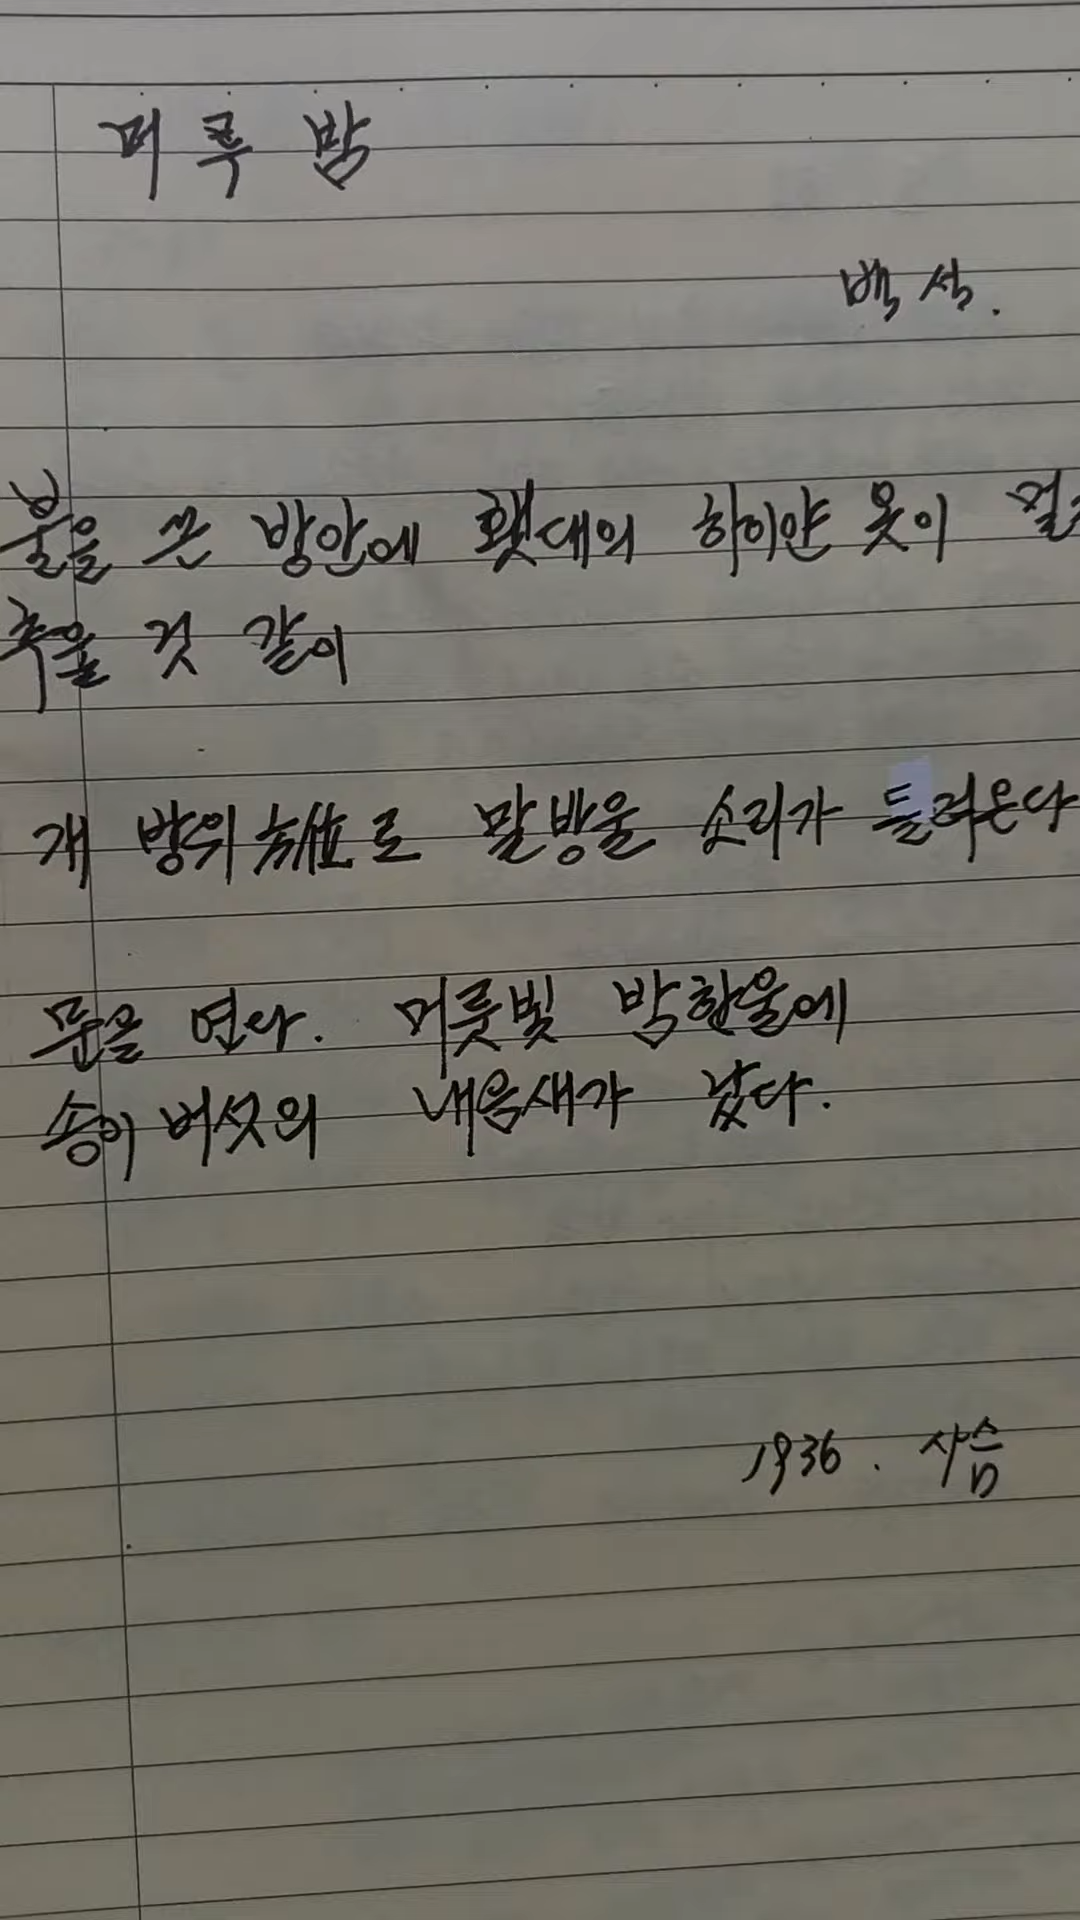 머루밤
백석.
불을 끈 방안에 횃대의 하이얀 옷이 멀
추울 것 같이
개 방위로 말방울 소리가 들려온다
문을 연다. 머룻빛 밤한울에
송이버섯의 내음새가 났다.
1936. 사슴